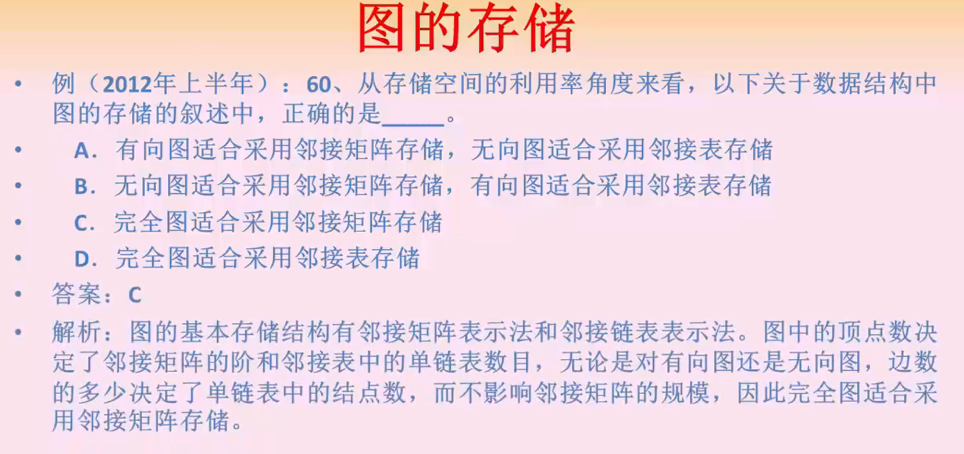 图的存储
• 例（2012年上半年）：60、从存储空间的利用率角度来看，以下关于数据结构中
图的存储的叙述中，正确的是_____。
• A．有向图适合采用邻接矩阵存储，无向图适合采用邻接表存储
• B．无向图适合采用邻接矩阵存储，有向图适合采用邻接表存储
• C．完全图适合采用邻接矩阵存储
• D．完全图适合采用邻接表存储
• 答案：C
• 解析：图的基本存储结构有邻接矩阵表示法和邻接链表表示法。图中的顶点数决
定了邻接矩阵的阶和邻接表中的单链表数目，无论是对有向图还是无向图，边数
的多少决定了单链表中的结点数，而不影响邻接矩阵的规模，因此完全图适合采
用邻接矩阵存储。